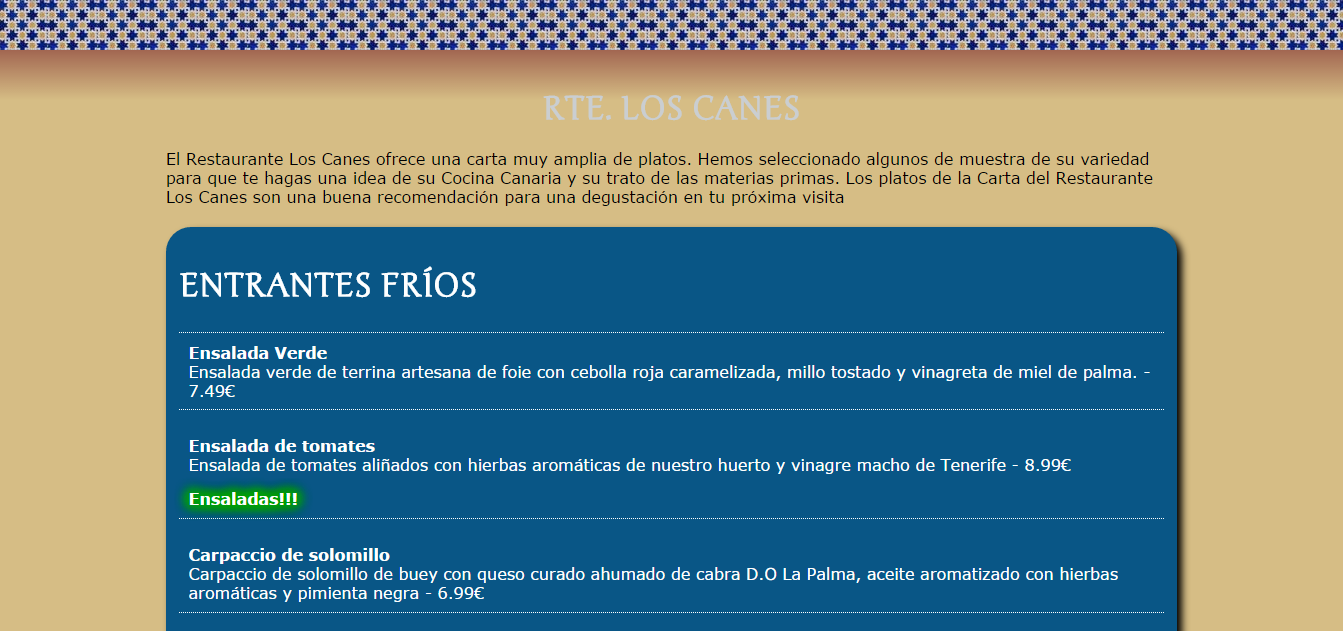 RTE. LOS CANES
El Restaurante Los Canes ofrece una carta muy amplia de platos. Hemos seleccionado algunos de muestra de su variedad
para que te hagas una idea de su Cocina Canaria y su trato de las materias primas. Los platos de la Carta del Restaurante
Los Canes son una buena recomendación para una degustación en tu próxima visita
ENTRANTES FRÍOS
Ensalada Verde
Ensalada verde de terrina artesana de foie con cebolla roja caramelizada, millo tostado y vinagreta de miel de palma. -
7.49€
Ensalada de tomates
Ensalada de tomates aliñados con hierbas aromáticas de nuestro huerto y vinagre macho de Tenerife - 8.99€
Ensaladas!!!
Carpaccio de solomillo
Carpaccio de solomillo de buey con queso curado ahumado de cabra D.O La Palma, aceite aromatizado con hierbas
aromáticas y pimienta negra - 6.99€